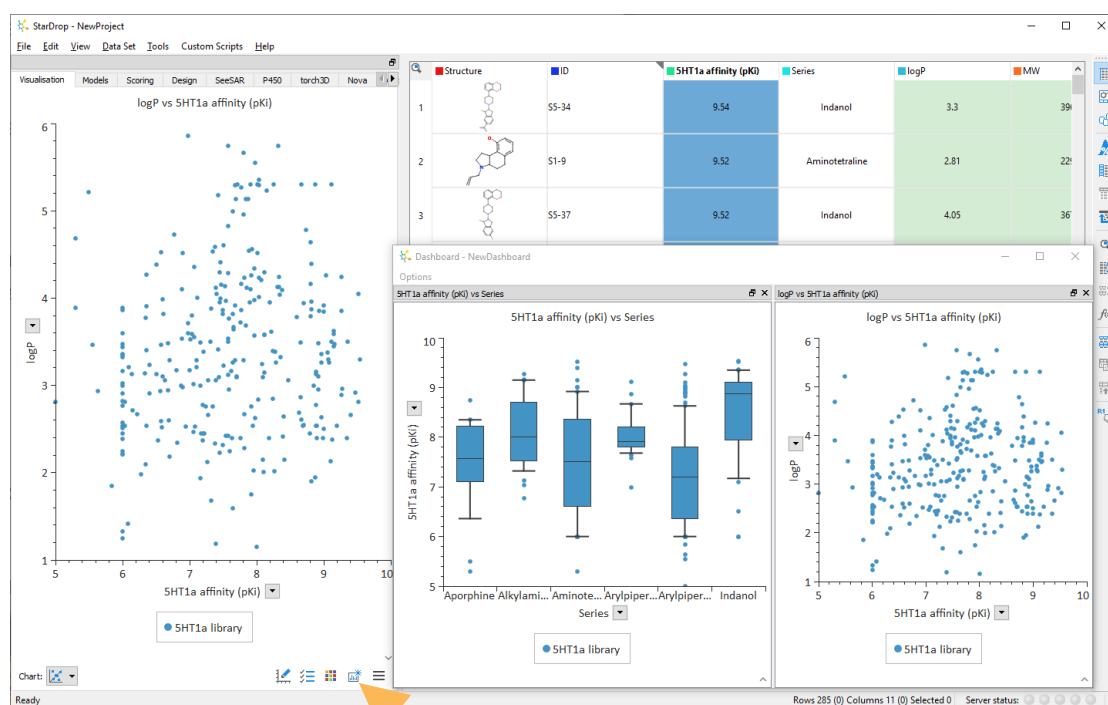 StarDrop - NewProject
File Edit View Data Set Tools Custom Scripts Help
Visualisation Models Scoring Design SeeSAR P450 torch3D Nova
logP vs 5HT1a affinity (pKi)
6
5
4
3
2
1
logP
5 6 7 8 9 10
5HT1a affinity (pKi)
5HT1a library
Chart:
Ready
Structure ID 5HT1a affinity (pKi) Series logP MW
1 S5-34 9.54 Indanol 3.3
2 S1-9 9.52 Aminotetraline 2.81 229
3 S5-37 9.52 Indanol 4.05 367
Dashboard - NewDashboard
Options
5HT1a affinity (pKi) vs Series
5HT1a affinity (pKi) vs Series
10
9
8
7
6
5
5HT1a affinity (pKi)
Aporphine Alkylami... Aminote... Arylpiper... Arylpiper... Indanol
Series
5HT1a library
logP vs 5HT1a affinity (pKi)
logP vs 5HT1a affinity (pKi)
6
5
4
3
2
1
logP
5 6 7 8 9 10
5HT1a affinity (pKi)
5HT1a library
Rows 285 (0) Columns 11 (0) Selected 0 Server status:
R1